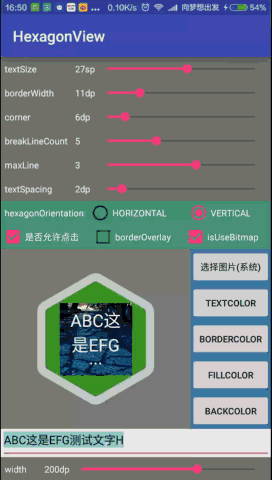 16:50 ... 0.10K/s 向梦想出发 54%
HexagonView
textSize 27sp
borderWidth 11dp
corner 6dp
breakLineCount 5
maxLine 3
textSpacing 2dp
hexagonOrientation: HORIZONTAL VERTICAL
是否允许点击 borderOverlay isUseBitmap
选择图片(系统)
TEXTCOLOR
BORDERCOLOR
FILLCOLOR
BACKCOLOR
ABC这
是EFG
...
ABC这是EFG测试文字H
width 200dp